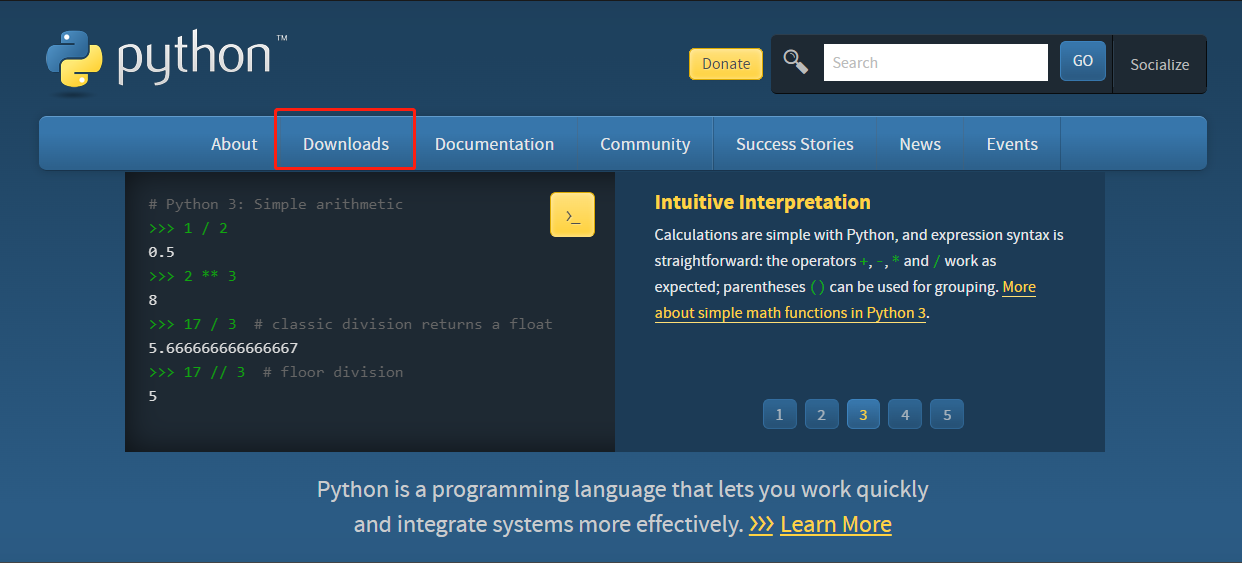 python™
Donate
Search
GO
Socialize
About
Downloads
Documentation
Community
Success Stories
News
Events
# Python 3: Simple arithmetic
>>> 1 / 2
0.5
>>> 2 ** 3
8
>>> 17 / 3  # classic division returns a float
5.666666666666667
>>> 17 // 3  # floor division
5
>_
Intuitive Interpretation
Calculations are simple with Python, and expression syntax is
straightforward: the operators +, -, * and / work as
expected; parentheses () can be used for grouping. More
about simple math functions in Python 3.
1
2
3
4
5
Python is a programming language that lets you work quickly
and integrate systems more effectively. >>> Learn More